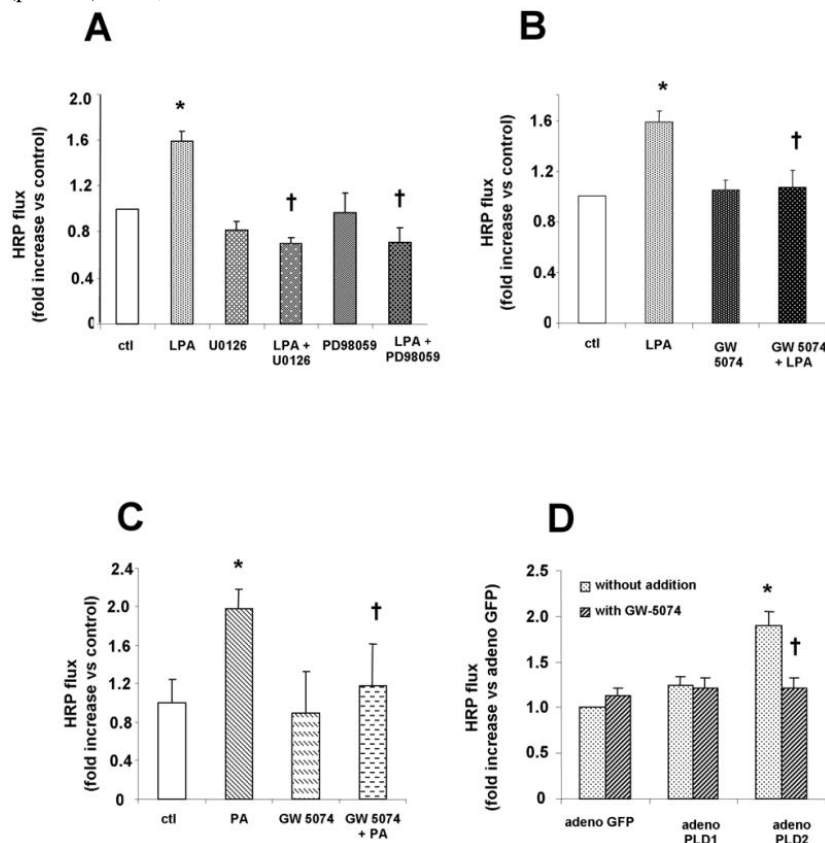 A
HRP flux
(fold increase vs control)
2.0
*
1.6
1.2
†
†
0.8
0.4
0
ctl LPA U0126 LPA + PD98059 LPA +
U0126 PD98059
B
HRP flux
(fold increase vs control)
*
1.6
†
1.2
0.8
0.4
0
ctl LPA GW GW 5074
5074 + LPA
C
HRP flux
(fold increase vs control)
2.4
*
2.0
1.6
†
1.2
0.8
0.4
0
ctl PA GW 5074 GW 5074
+ PA
D
HRP flux
(fold increase vs adeno GFP)
2.5
without addition
*
2.0
with GW-5074
†
1.5
1.0
0.5
0
adeno GFP adeno adeno
PLD1 PLD2